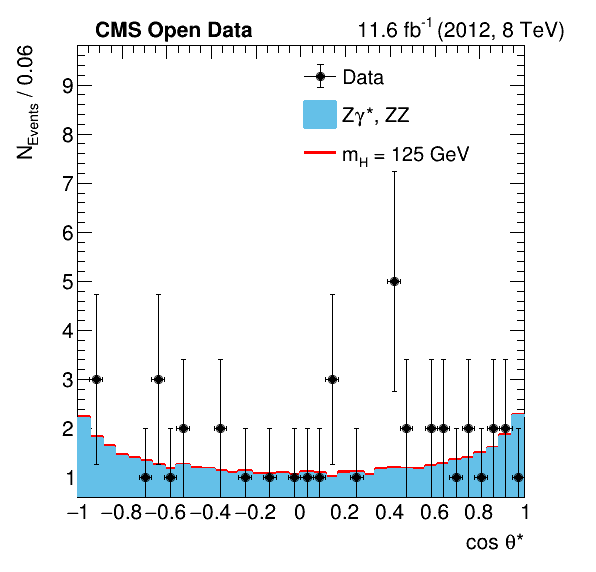 CMS Open Data 11.6 fb⁻¹ (2012, 8 TeV)
N_Events / 0.06
Data
Zγ*, ZZ
m_H = 125 GeV
9
8
7
6
5
4
3
2
1
−1 −0.8 −0.6 −0.4 −0.2 0 0.2 0.4 0.6 0.8 1
cos θ*